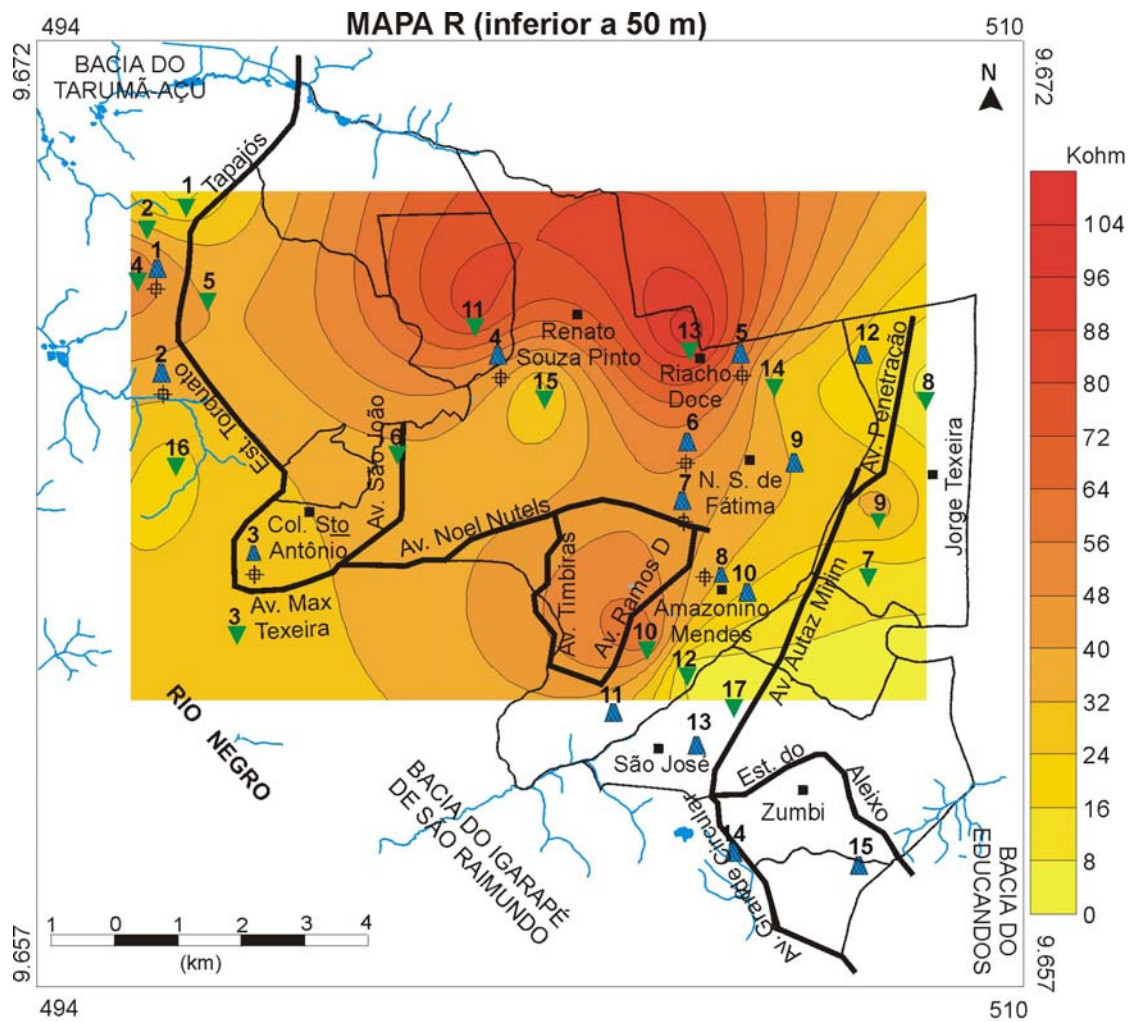 MAPA R (inferior a 50 m)
494
510
9.672
9.672
BACIA DO
TARUMÃ-AÇÚ
N
Kohm
104
96
88
80
72
64
56
48
40
32
24
16
8
0
Tapajós
1
2
1
4
5
11
4
Renato
Souza Pinto
13
5
Riacho
Doce
14
12
8
Av. Penetração
2
15
Est. Torquato
16
Av. São João
6
6
7
N. S. de
Fátima
9
9
Jorge Texeira
Col. Sto
Antônio
3
Av. Noel Nutels
Av. Max
Texeira
3
Av. Timbiras
Av. Ramos D
8
10
7
Amazonino
Mendes
10
12
Av. Autaz Mirim
17
11
13
São José
RIO NEGRO
BACIA DO IGARAPÉ
DE SÃO RAIMUNDO
Est. do
Aleixo
Zumbi
14
15
Av. Grande Circular
BACIA DO
EDUCANDOS
1 0 1 2 3 4
(km)
9.657
9.657
494
510